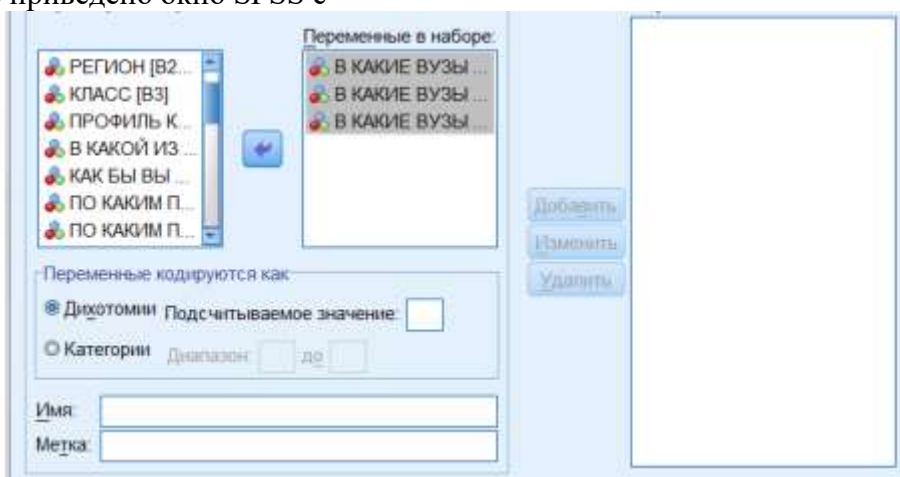 приведено окно SPSS с
Переменные в наборе:
РЕГИОН [B2...
КЛАСС [B3]
ПРОФИЛЬ К...
В КАКОЙ ИЗ ...
КАК БЫ ВЫ ...
ПО КАКИМ П...
ПО КАКИМ П...
В КАКИЕ ВУЗЫ ...
В КАКИЕ ВУЗЫ ...
В КАКИЕ ВУЗЫ ...
Добавить
Изменить
Удалить
Переменные кодируются как
Дихотомии Подсчитываемое значение:
Категории Диапазон: до
Имя:
Метка: